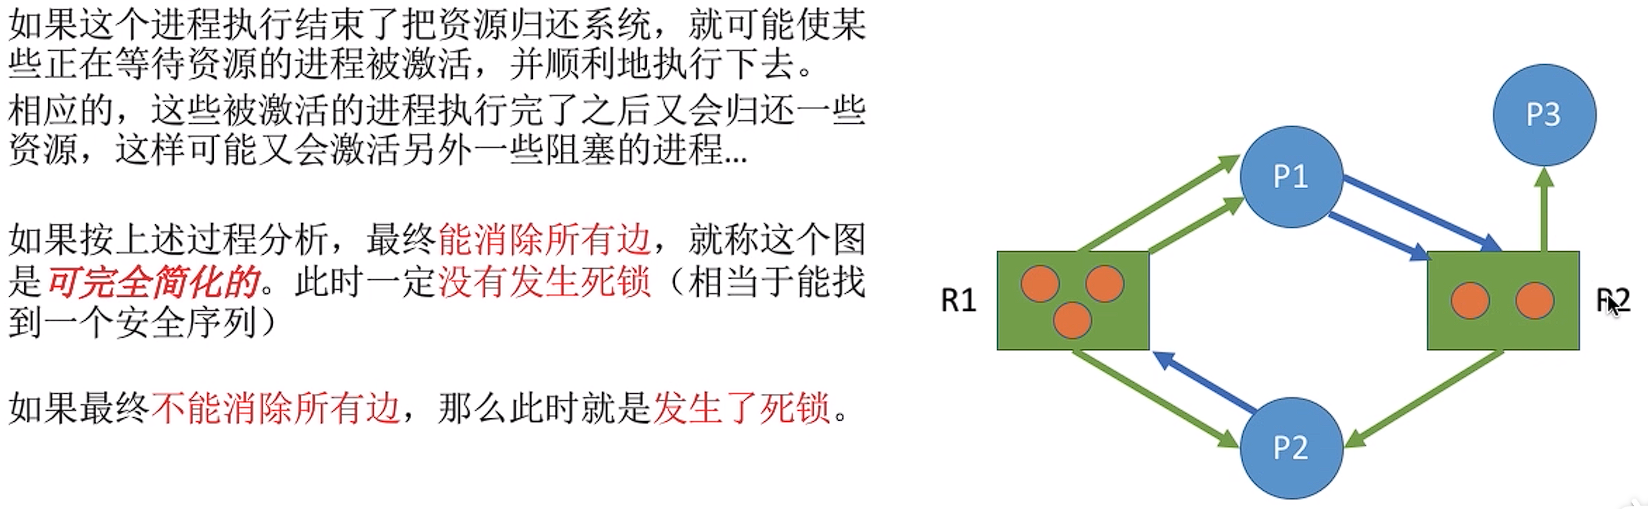 如果这个进程执行结束了把资源归还系统，就可能使某
些正在等待资源的进程被激活，并顺利地执行下去。
相应的，这些被激活的进程执行完了之后又会归还一些
资源，这样可能又会激活另外一些阻塞的进程...
如果按上述过程分析，最终能消除所有边，就称这个图
是可完全简化的。此时一定没有发生死锁（相当于能找
到一个安全序列）
如果最终不能消除所有边，那么此时就是发生了死锁。
P3
P1
R1
R2
P2